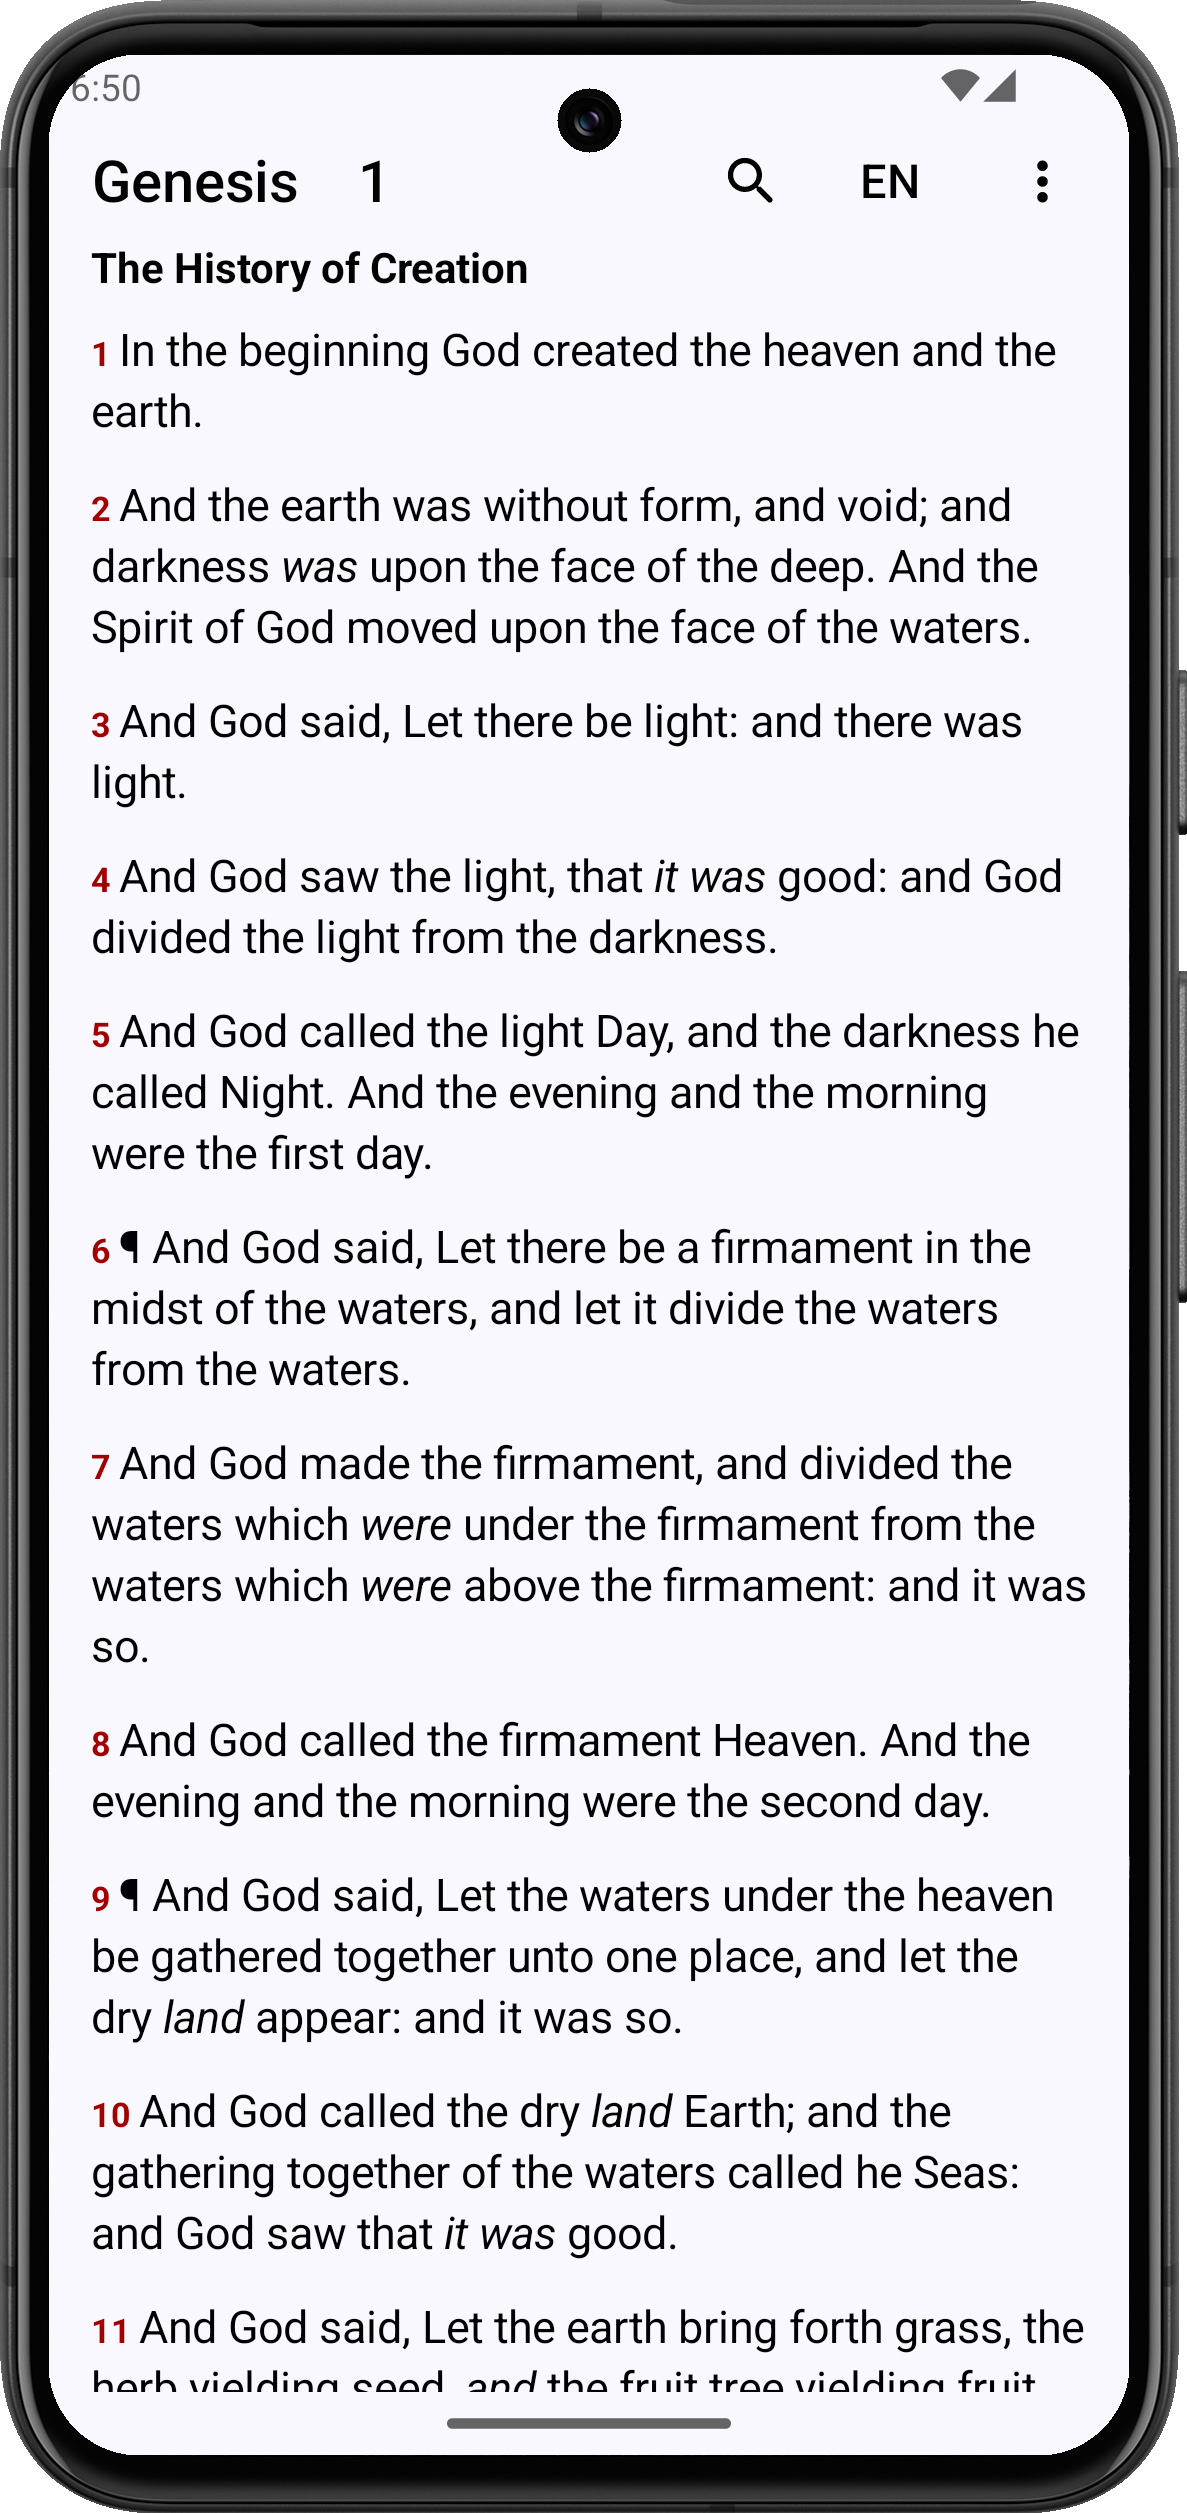 6:50
Genesis 1 EN
The History of Creation
1 In the beginning God created the heaven and the
earth.
2 And the earth was without form, and void; and
darkness was upon the face of the deep. And the
Spirit of God moved upon the face of the waters.
3 And God said, Let there be light: and there was
light.
4 And God saw the light, that it was good: and God
divided the light from the darkness.
5 And God called the light Day, and the darkness he
called Night. And the evening and the morning
were the first day.
6 ¶ And God said, Let there be a firmament in the
midst of the waters, and let it divide the waters
from the waters.
7 And God made the firmament, and divided the
waters which were under the firmament from the
waters which were above the firmament: and it was
so.
8 And God called the firmament Heaven. And the
evening and the morning were the second day.
9 ¶ And God said, Let the waters under the heaven
be gathered together unto one place, and let the
dry land appear: and it was so.
10 And God called the dry land Earth; and the
gathering together of the waters called he Seas:
and God saw that it was good.
11 And God said, Let the earth bring forth grass, the
herb yielding seed, and the fruit tree yielding fruit